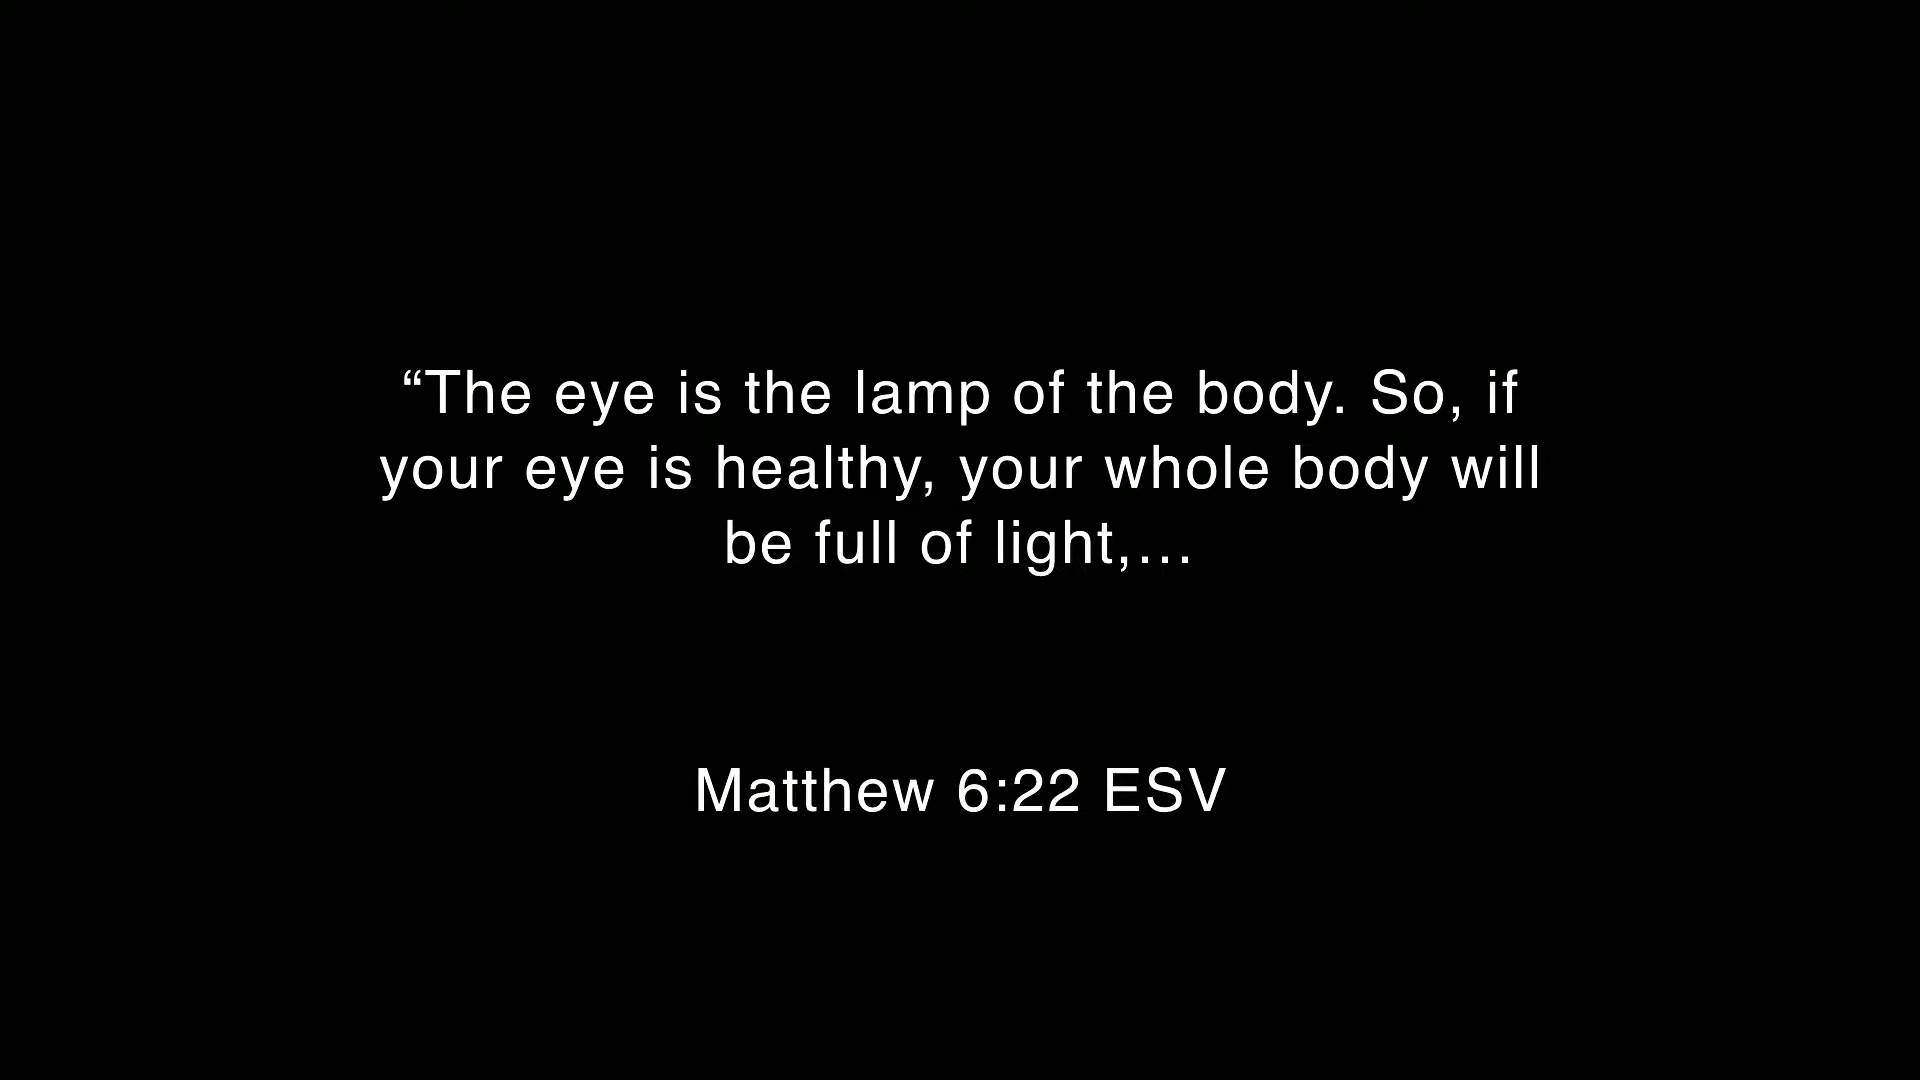 “The eye is the lamp of the body. So, if
your eye is healthy, your whole body will
be full of light,...
Matthew 6:22 ESV